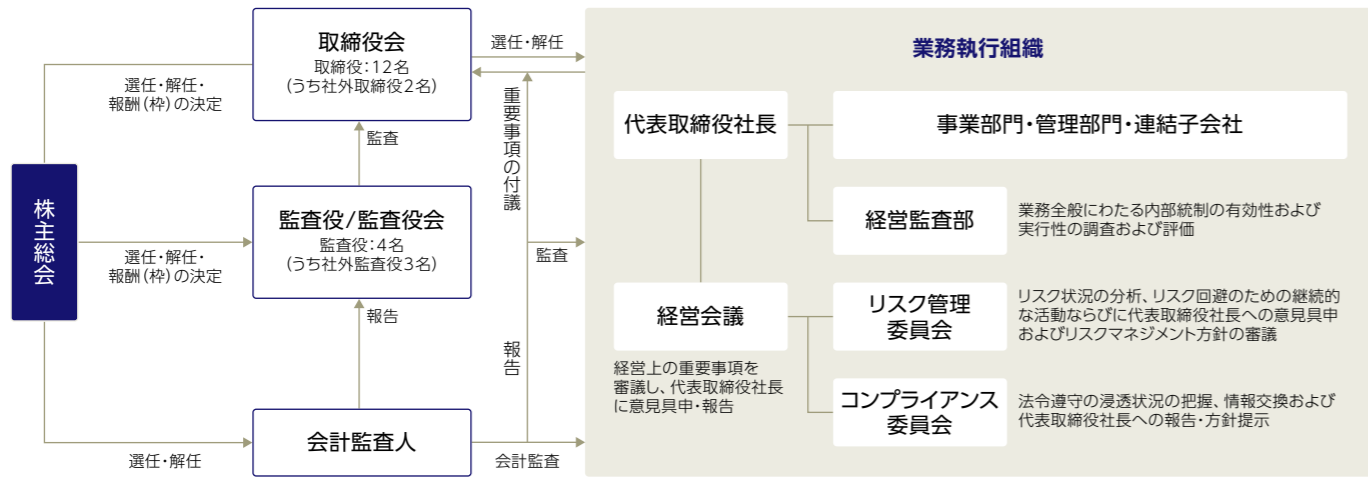 株主総会
選任・解任・
報酬(枠)の決定
選任・解任・
報酬(枠)の決定
選任・解任
取締役会
取締役:12名
(うち社外取締役2名)
監査
監査役/監査役会
監査役:4名
(うち社外監査役3名)
報告
会計監査人
選任・解任
重要事項の付議
監査
報告
会計監査
業務執行組織
代表取締役社長
事業部門・管理部門・連結子会社
経営監査部
業務全般にわたる内部統制の有効性および
実行性の調査および評価
経営会議
経営上の重要事項を
審議し、代表取締役社長
に意見具申・報告
リスク管理
委員会
リスク状況の分析、リスク回避のための継続的
な活動ならびに代表取締役社長への意見具申
およびリスクマネジメント方針の審議
コンプライアンス
委員会
法令遵守の浸透状況の把握、情報交換および
代表取締役社長への報告・方針提示